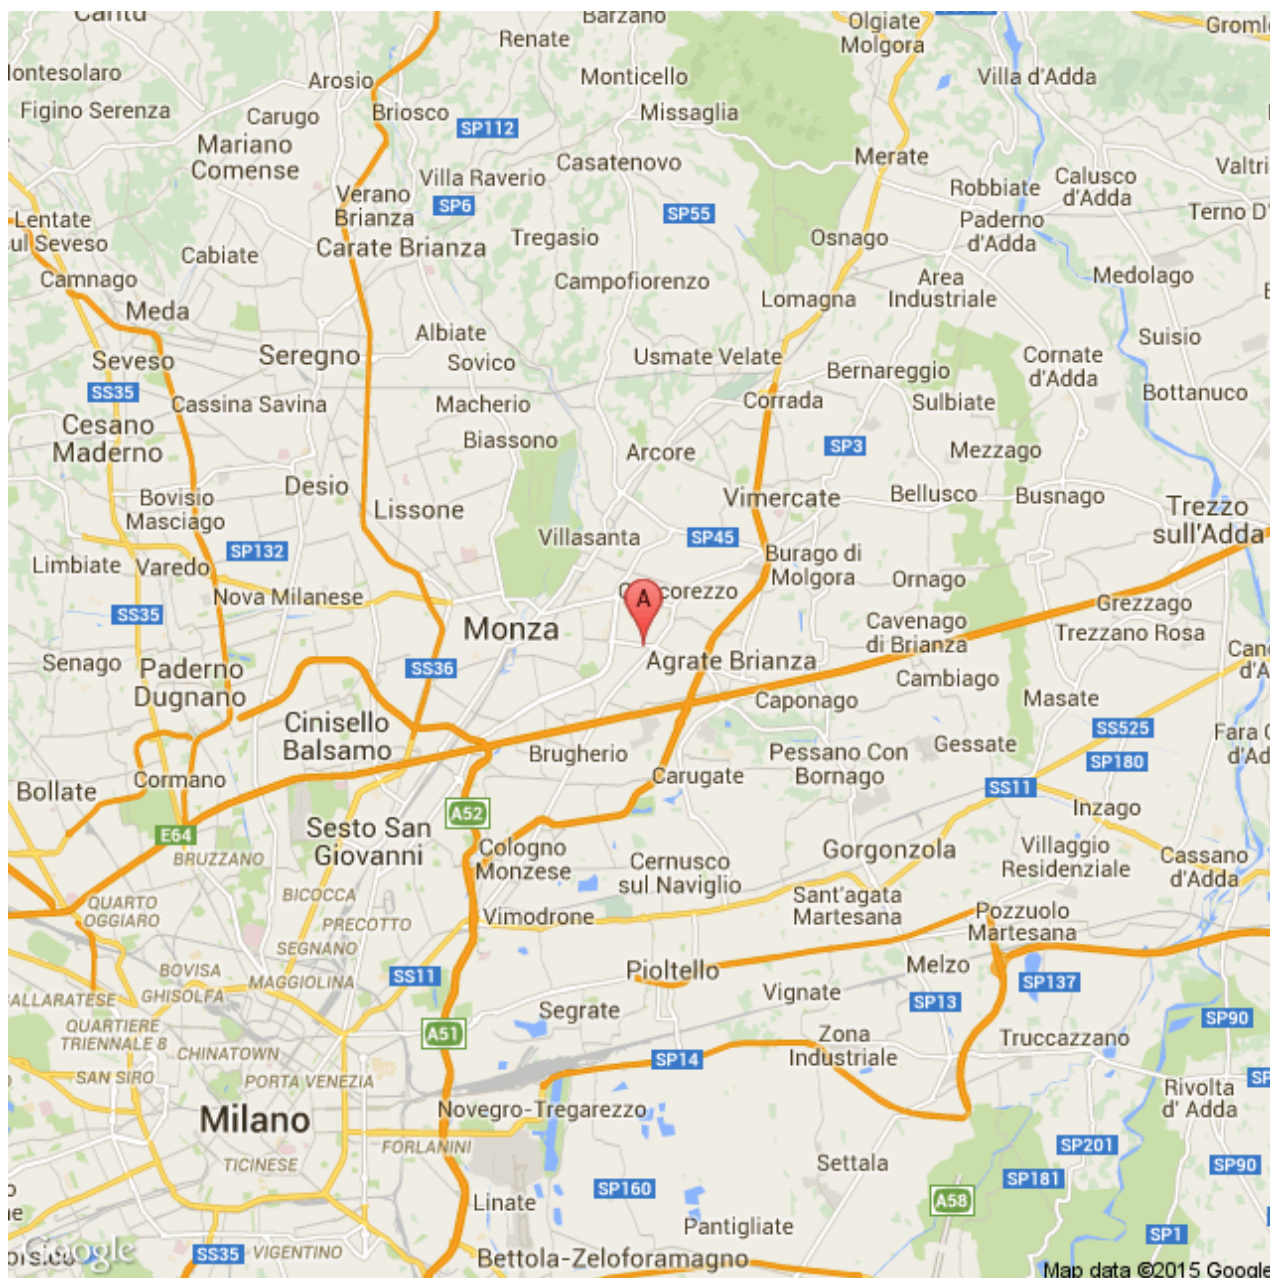 Cantù
Barzano
Olgiate
Molgora
Renate
Arosio
Monticello
Villa d'Adda
Figino Serenza
Carugo
Briosco
Missaglia
SP112
Mariano
Comense
Casatenovo
Merate
Calusco
d'Adda
Villa Raverio
Robbiate
Verano
Brianza
SP6
SP55
Paderno
d'Adda
Lentate
Cabiate
Carate Brianza
Tregasio
Osnago
Camnago
Campofiorenzo
Area
Industriale
Medolago
Meda
Lomagna
Albiate
Suisio
Seveso
Seregno
Sovico
Usmate Velate
Cornate
d'Adda
Bernareggio
SS35
Cassina Savina
Macherio
Corrada
Sulbiate
Bottanuco
Cesano
Maderno
Biassono
Arcore
SP3
Mezzago
Bovisio
Masciago
Desio
Lissone
Vimercate
Bellusco
Busnago
Trezzo
sull'Adda
Limbiate
Varedo
SP132
Villasanta
SP45
Burago di
Molgora
Ornago
SS35
Nova Milanese
A
Grezzago
Monza
Cavenago
di Brianza
Trezzano Rosa
Senago
Paderno
Dugnano
SS36
Agrate Brianza
Cambiago
Caponago
Masate
Cinisello
Balsamo
SS525
Brugherio
Pessano Con
Bornago
Gessate
SP180
Bollate
Cormano
Carugate
SS11
Inzago
A52
E64
Sesto San
Giovanni
BRUZZANO
Cologno
Monzese
Cernusco
sul Naviglio
Gorgonzola
Villaggio
Residenziale
Cassano
d'Adda
BICOCCA
QUARTO
OGGIARO
PRECOTTO
Vimodrone
Sant'agata
Martesana
Pozzuolo
Martesana
SEGNANO
BOVISA
MAGGIOLINA
SS11
Pioltello
Melzo
SP137
GHISOLFA
Vignate
SP13
Segrate
SP90
QUARTIERE
TRIENNALE 8
A51
Zona
Industriale
Truccazzano
CHINATOWN
SP14
SAN SIRO
PORTA VENEZIA
Rivolta
d' Adda
Milano
Novegro-Tregarezzo
FORLANINI
SP201
TICINESE
Settala
SP90
SP181
Linate
SP160
A58
Pantigliate
SP1
Google
SS35
VIGENTINO
Bettola-Zeloforamagno
Map data ©2015 Google